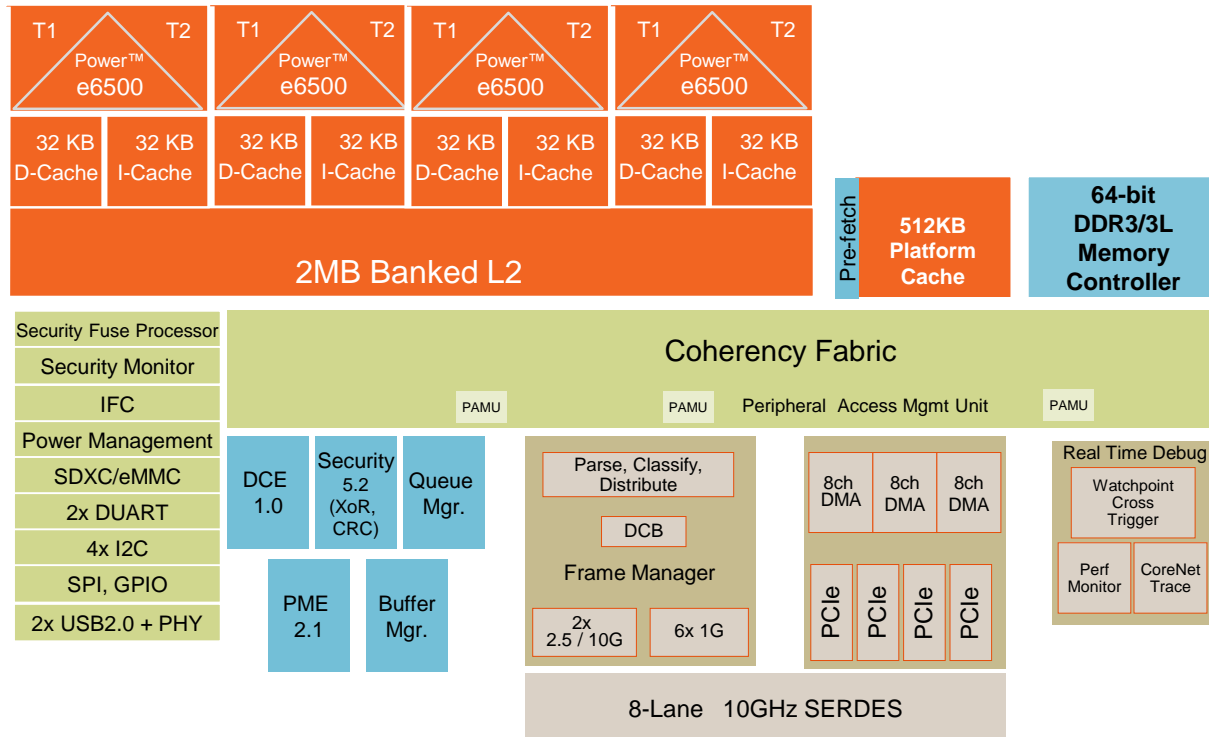 T1 T2
Power™
e6500
T1 T2
Power™
e6500
T1 T2
Power™
e6500
T1 T2
Power™
e6500
32 KB
D-Cache
32 KB
I-Cache
32 KB
D-Cache
32 KB
I-Cache
32 KB
D-Cache
32 KB
I-Cache
32 KB
D-Cache
32 KB
I-Cache
2MB Banked L2
Pre-fetch
512KB
Platform
Cache
64-bit
DDR3/3L
Memory
Controller
Security Fuse Processor
Security Monitor
IFC
Power Management
SDXC/eMMC
2x DUART
4x I2C
SPI, GPIO
2x USB2.0 + PHY
Coherency Fabric
PAMU
PAMU
Peripheral Access Mgmt Unit
PAMU
DCE
1.0
Security
5.2
(XoR,
CRC)
Queue
Mgr.
PME
2.1
Buffer
Mgr.
Parse, Classify,
Distribute
DCB
Frame Manager
2x
2.5 / 10G
6x 1G
8ch
DMA
8ch
DMA
8ch
DMA
PCIe
PCIe
PCIe
PCIe
Real Time Debug
Watchpoint
Cross
Trigger
Perf
Monitor
CoreNet
Trace
8-Lane 10GHz SERDES